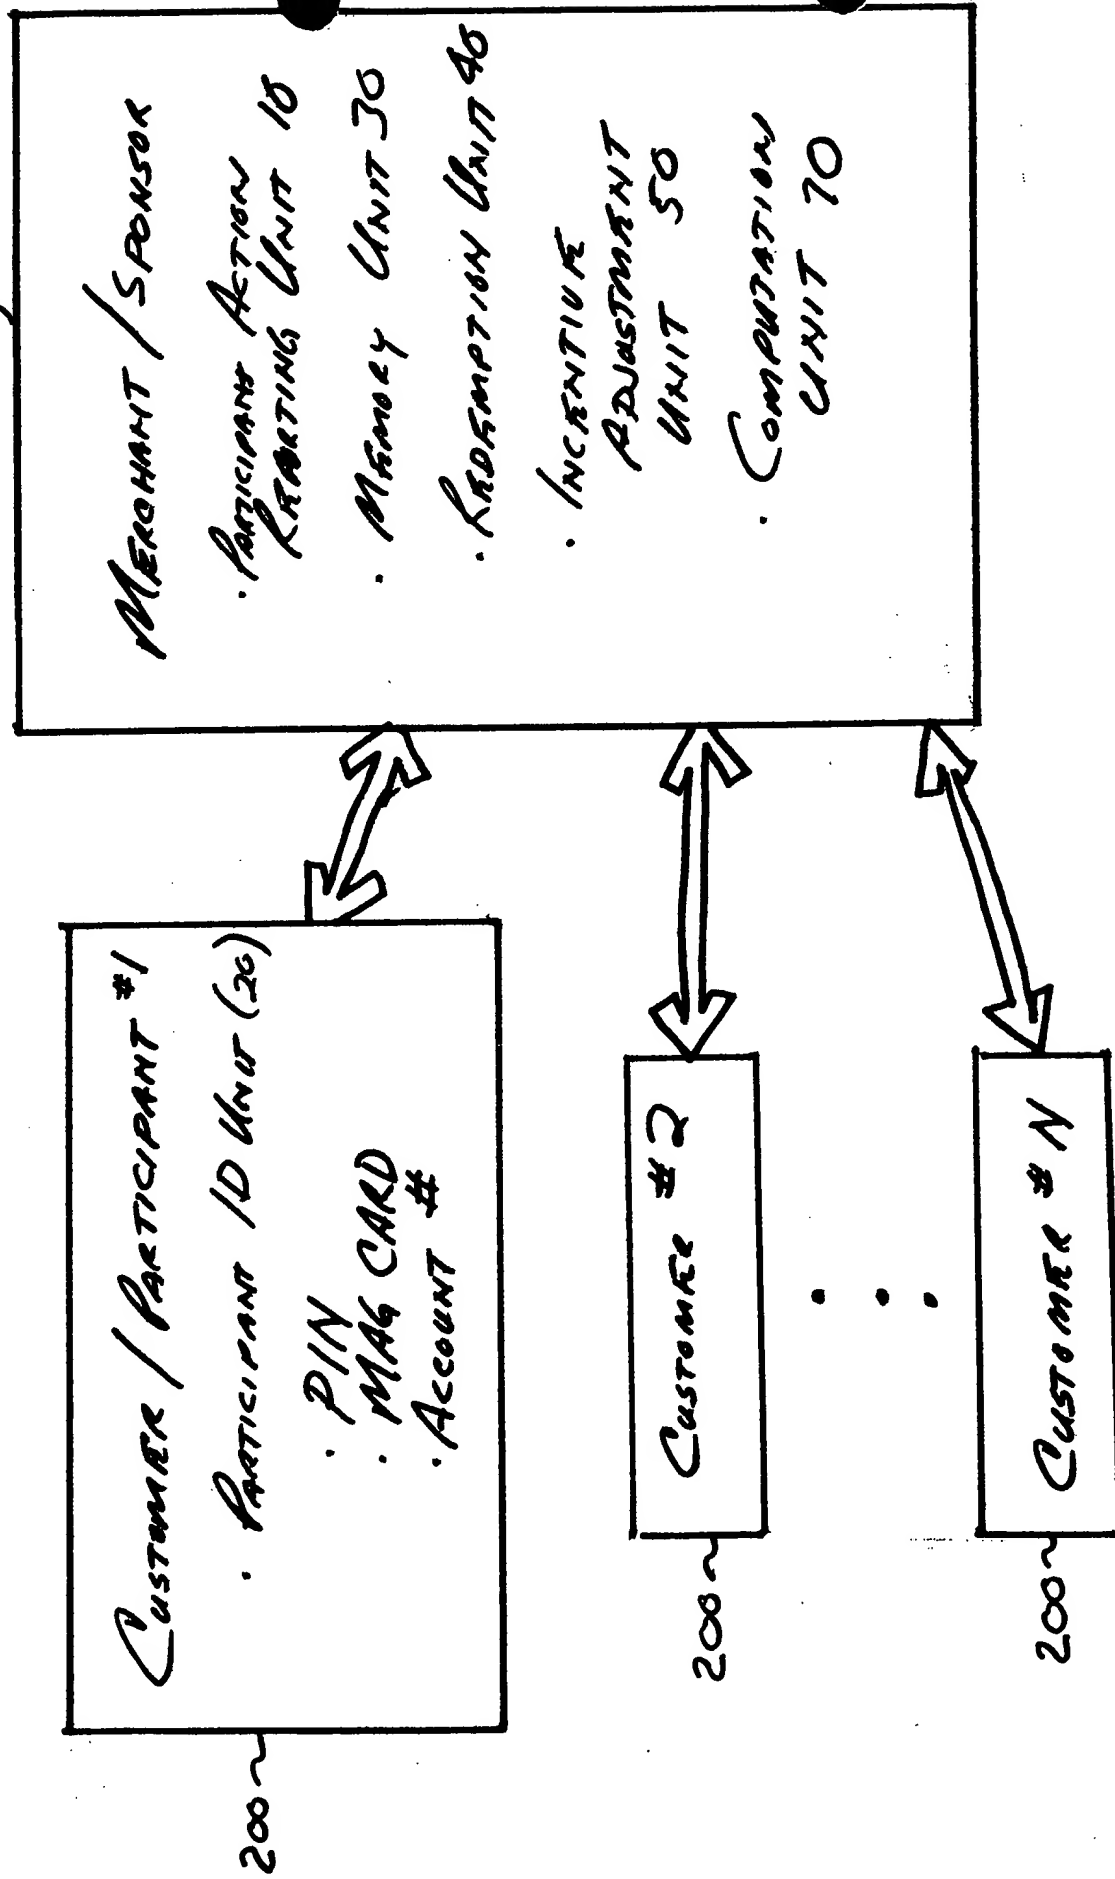 MERCHANT / SPONSOR
· PARTICIPANT ACTION
REPORTING UNIT 10
· MEMORY UNIT 30
· REDEMPTION UNIT 40
· INCENTIVE
ADJUSTMENT
UNIT 50
· COMPUTATION
UNIT 70
CUSTOMER / PARTICIPANT #1
· PARTICIPANT ID UNIT (20)
· PIN
· MAG CARD
· ACCOUNT #
200
CUSTOMER #2
200
CUSTOMER #N
200